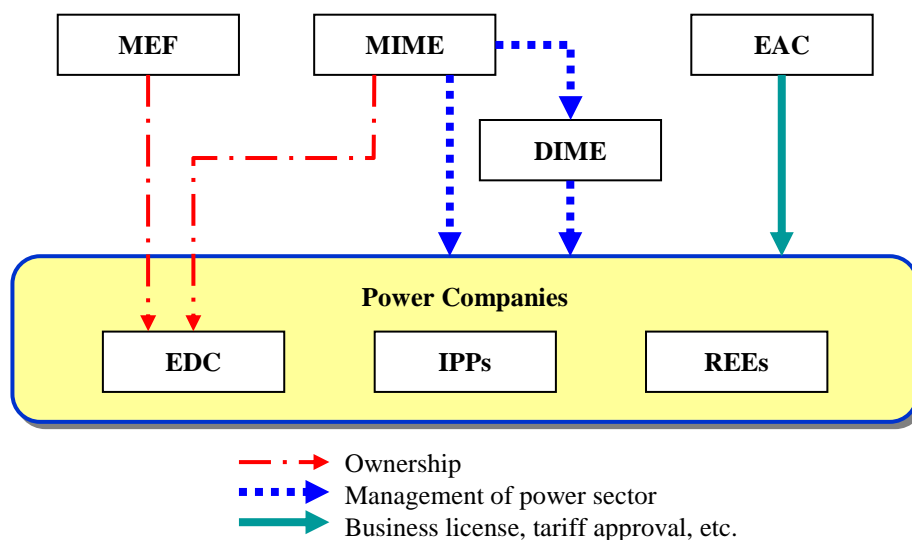 MEF
MIME
EAC
DIME
Power Companies
EDC
IPPs
REEs
Ownership
Management of power sector
Business license, tariff approval, etc.